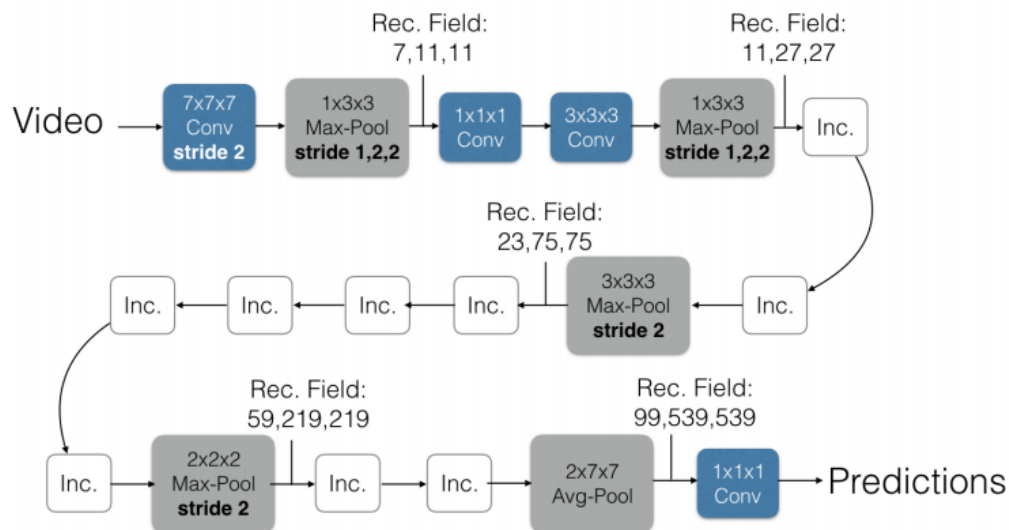 Rec. Field:
7,11,11
Rec. Field:
11,27,27
Video
7x7x7
Conv
stride 2
1x3x3
Max-Pool
stride 1,2,2
1x1x1
Conv
3x3x3
Conv
1x3x3
Max-Pool
stride 1,2,2
Inc.
Rec. Field:
23,75,75
Inc.
3x3x3
Max-Pool
stride 2
Inc.
Inc.
Inc.
Inc.
Rec. Field:
59,219,219
Rec. Field:
99,539,539
Inc.
2x2x2
Max-Pool
stride 2
Inc.
Inc.
2x7x7
Avg-Pool
1x1x1
Conv
Predictions